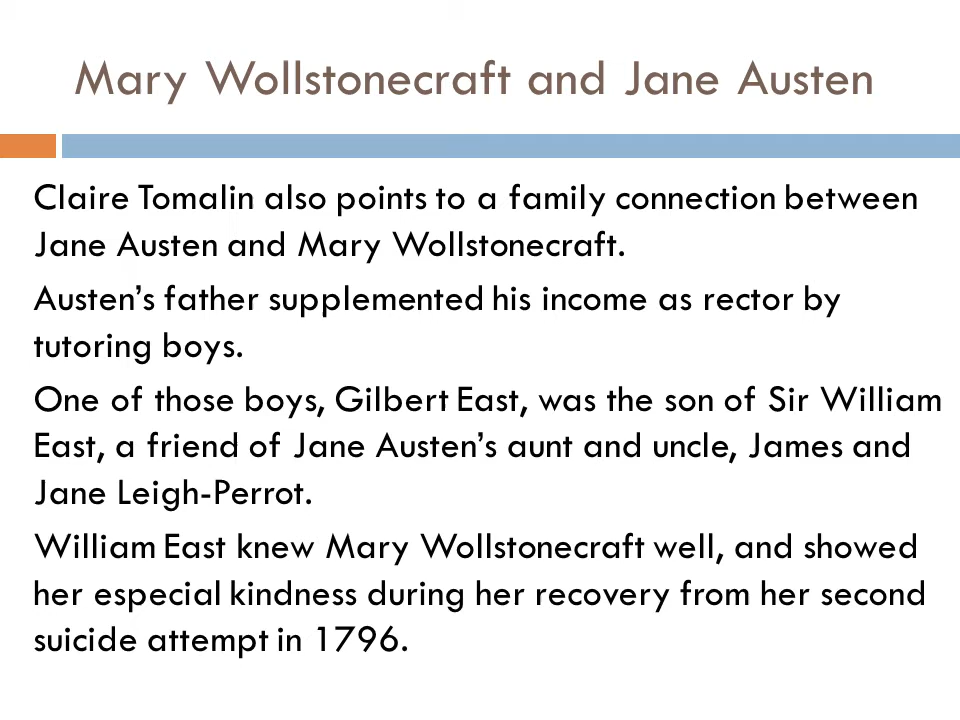 Mary Wollstonecraft and Jane Austen
Claire Tomalin also points to a family connection between
Jane Austen and Mary Wollstonecraft.
Austen’s father supplemented his income as rector by
tutoring boys.
One of those boys, Gilbert East, was the son of Sir William
East, a friend of Jane Austen’s aunt and uncle, James and
Jane Leigh-Perrot.
William East knew Mary Wollstonecraft well, and showed
her especial kindness during her recovery from her second
suicide attempt in 1796.